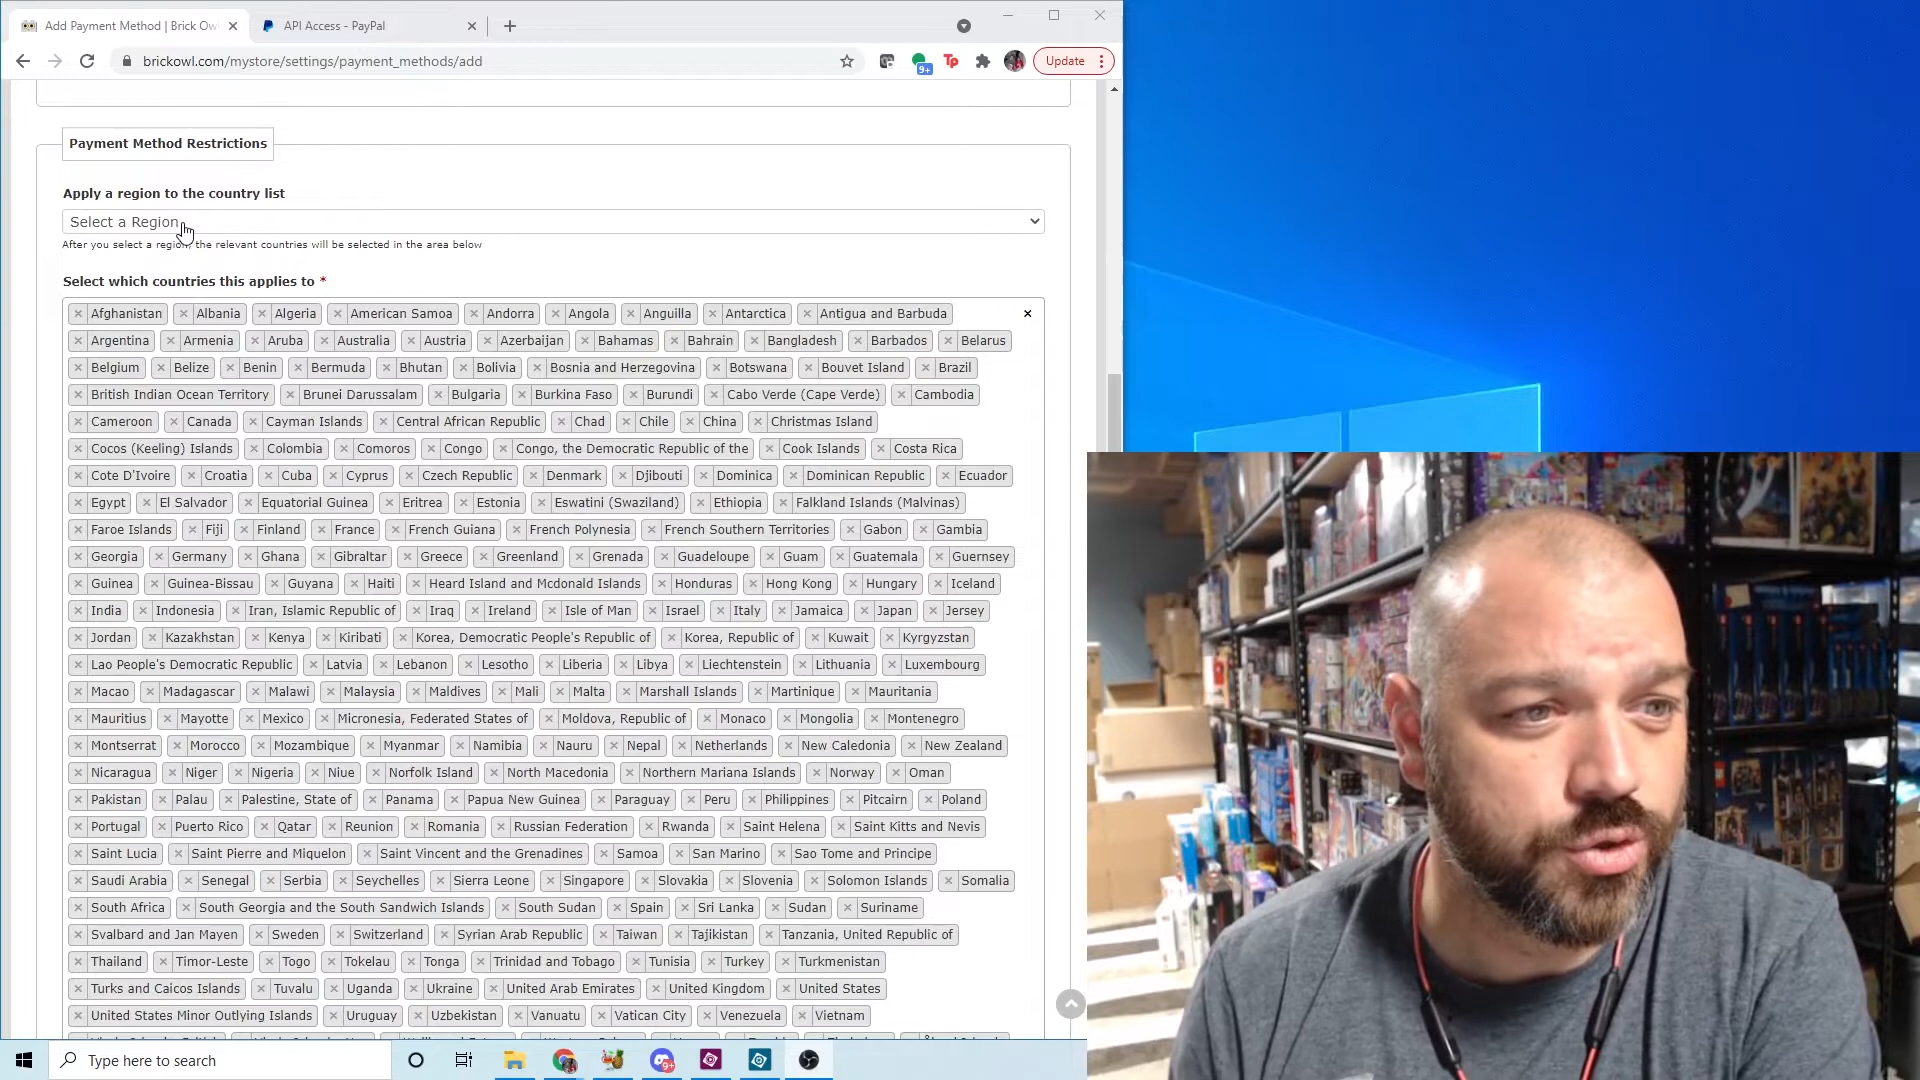 Add Payment Method | Brick Ow
API Access - PayPal
brickowl.com/mystore/settings/payment_methods/add
9+
Tp
Update
Payment Method Restrictions
Apply a region to the country list
Select a Region
After you select a region, the relevant countries will be selected in the area below
Select which countries this applies to *
× Afghanistan × Albania × Algeria × American Samoa × Andorra × Angola × Anguilla × Antarctica × Antigua and Barbuda ×
× Argentina × Armenia × Aruba × Australia × Austria × Azerbaijan × Bahamas × Bahrain × Bangladesh × Barbados × Belarus
× Belgium × Belize × Benin × Bermuda × Bhutan × Bolivia × Bosnia and Herzegovina × Botswana × Bouvet Island × Brazil
× British Indian Ocean Territory × Brunei Darussalam × Bulgaria × Burkina Faso × Burundi × Cabo Verde (Cape Verde) × Cambodia
× Cameroon × Canada × Cayman Islands × Central African Republic × Chad × Chile × China × Christmas Island
× Cocos (Keeling) Islands × Colombia × Comoros × Congo × Congo, the Democratic Republic of the × Cook Islands × Costa Rica
× Cote D'Ivoire × Croatia × Cuba × Cyprus × Czech Republic × Denmark × Djibouti × Dominica × Dominican Republic × Ecuador
× Egypt × El Salvador × Equatorial Guinea × Eritrea × Estonia × Eswatini (Swaziland) × Ethiopia × Falkland Islands (Malvinas)
× Faroe Islands × Fiji × Finland × France × French Guiana × French Polynesia × French Southern Territories × Gabon × Gambia
× Georgia × Germany × Ghana × Gibraltar × Greece × Greenland × Grenada × Guadeloupe × Guam × Guatemala × Guernsey
× Guinea × Guinea-Bissau × Guyana × Haiti × Heard Island and Mcdonald Islands × Honduras × Hong Kong × Hungary × Iceland
× India × Indonesia × Iran, Islamic Republic of × Iraq × Ireland × Isle of Man × Israel × Italy × Jamaica × Japan × Jersey
× Jordan × Kazakhstan × Kenya × Kiribati × Korea, Democratic People's Republic of × Korea, Republic of × Kuwait × Kyrgyzstan
× Lao People's Democratic Republic × Latvia × Lebanon × Lesotho × Liberia × Libya × Liechtenstein × Lithuania × Luxembourg
× Macao × Madagascar × Malawi × Malaysia × Maldives × Mali × Malta × Marshall Islands × Martinique × Mauritania
× Mauritius × Mayotte × Mexico × Micronesia, Federated States of × Moldova, Republic of × Monaco × Mongolia × Montenegro
× Montserrat × Morocco × Mozambique × Myanmar × Namibia × Nauru × Nepal × Netherlands × New Caledonia × New Zealand
× Nicaragua × Niger × Nigeria × Niue × Norfolk Island × North Macedonia × Northern Mariana Islands × Norway × Oman
× Pakistan × Palau × Palestine, State of × Panama × Papua New Guinea × Paraguay × Peru × Philippines × Pitcairn × Poland
× Portugal × Puerto Rico × Qatar × Reunion × Romania × Russian Federation × Rwanda × Saint Helena × Saint Kitts and Nevis
× Saint Lucia × Saint Pierre and Miquelon × Saint Vincent and the Grenadines × Samoa × San Marino × Sao Tome and Principe
× Saudi Arabia × Senegal × Serbia × Seychelles × Sierra Leone × Singapore × Slovakia × Slovenia × Solomon Islands × Somalia
× South Africa × South Georgia and the South Sandwich Islands × South Sudan × Spain × Sri Lanka × Sudan × Suriname
× Svalbard and Jan Mayen × Sweden × Switzerland × Syrian Arab Republic × Taiwan × Tajikistan × Tanzania, United Republic of
× Thailand × Timor-Leste × Togo × Tokelau × Tonga × Trinidad and Tobago × Tunisia × Turkey × Turkmenistan
× Turks and Caicos Islands × Tuvalu × Uganda × Ukraine × United Arab Emirates × United Kingdom × United States
× United States Minor Outlying Islands × Uruguay × Uzbekistan × Vanuatu × Vatican City × Venezuela × Vietnam
Type here to search
9+